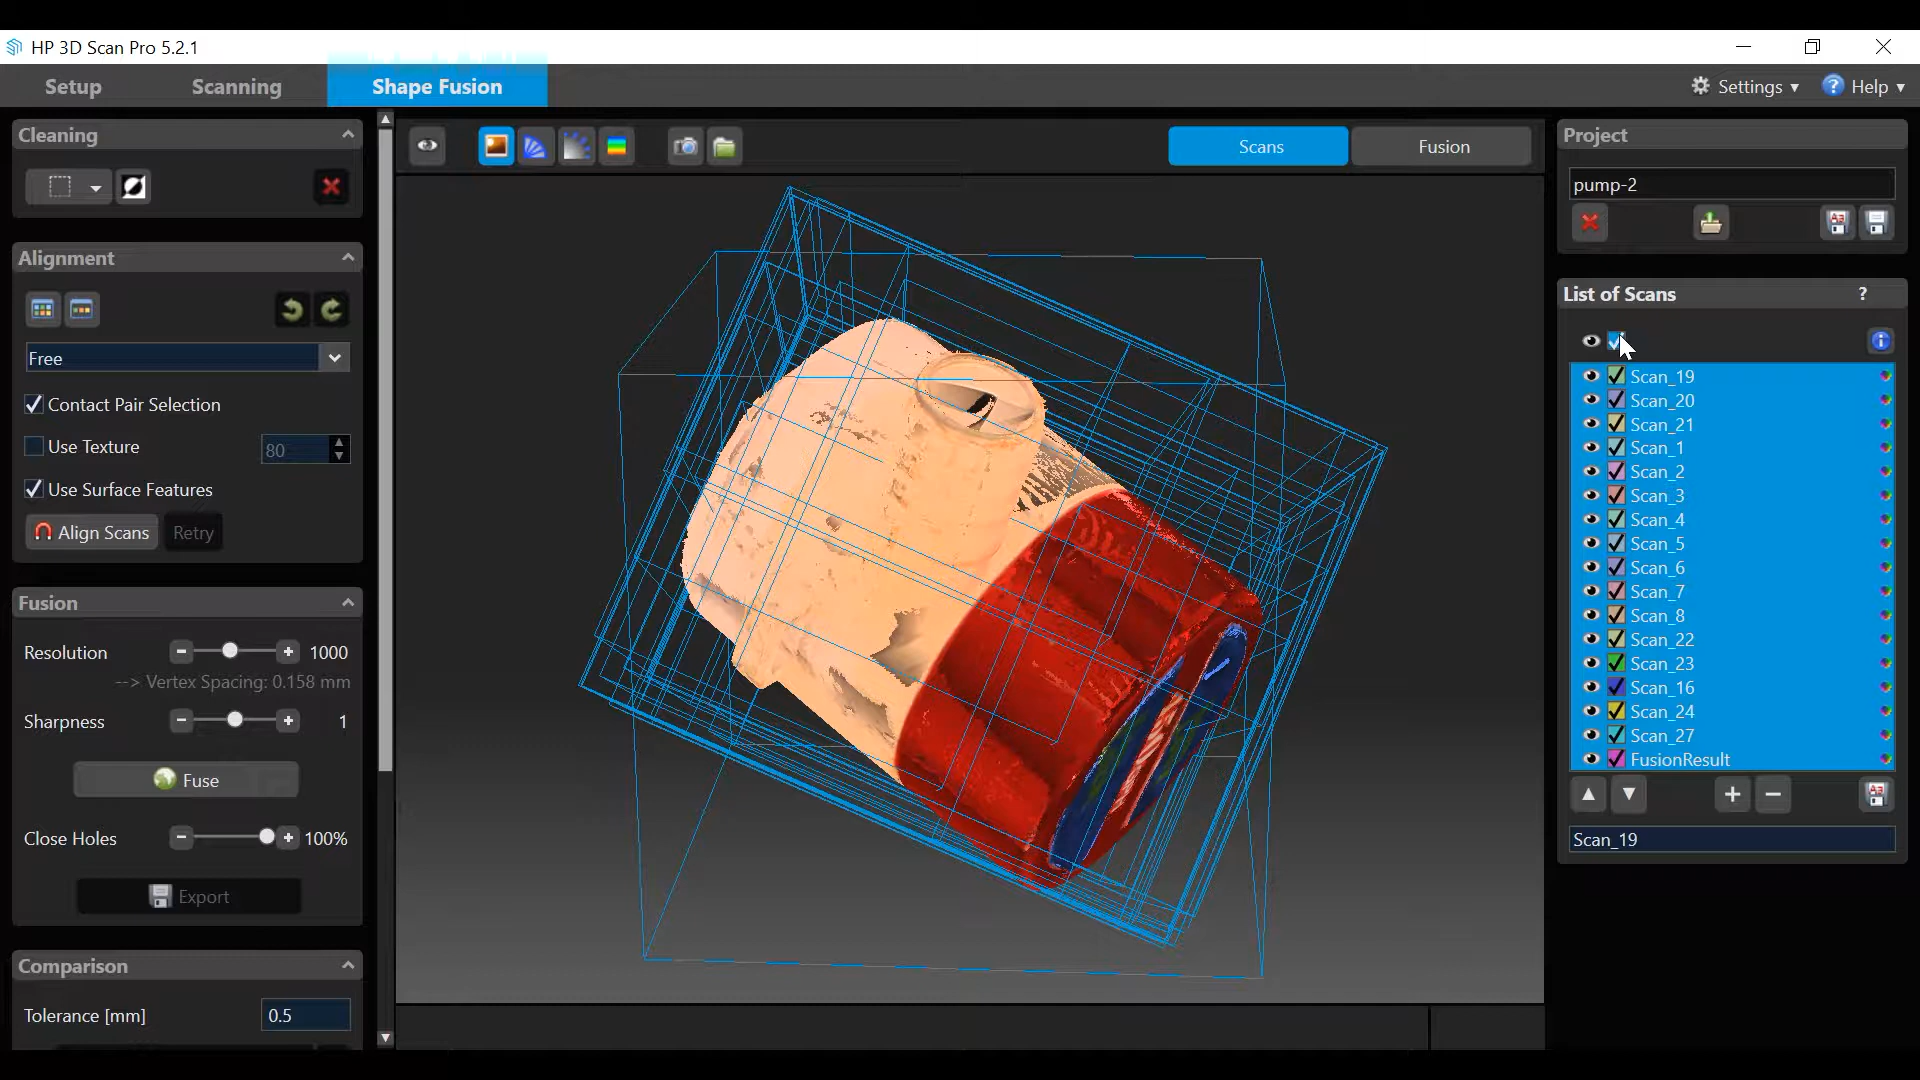 HP 3D Scan Pro 5.2.1
Setup
Scanning
Shape Fusion
Settings
Help
Cleaning
Alignment
Free
Contact Pair Selection
Use Texture
80
Use Surface Features
Align Scans
Retry
Fusion
Resolution
1000
--> Vertex Spacing: 0.158 mm
Sharpness
1
Fuse
Close Holes
100%
Export
Comparison
Tolerance [mm]
0.5
Scans
Fusion
Project
pump-2
List of Scans
?
Scan_19
Scan_20
Scan_21
Scan_1
Scan_2
Scan_3
Scan_4
Scan_5
Scan_6
Scan_7
Scan_8
Scan_22
Scan_23
Scan_16
Scan_24
Scan_27
FusionResult
Scan_19